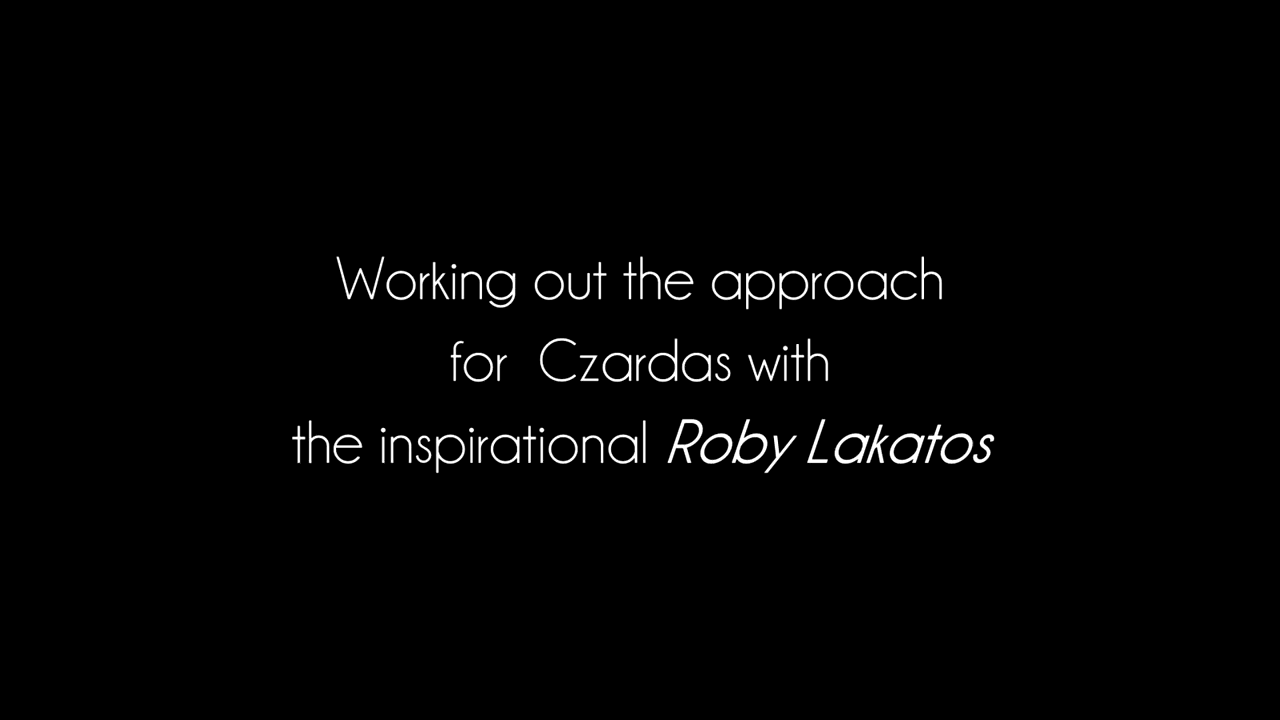 Working out the approach
for  Czardas with
the inspirational Roby Lakatos